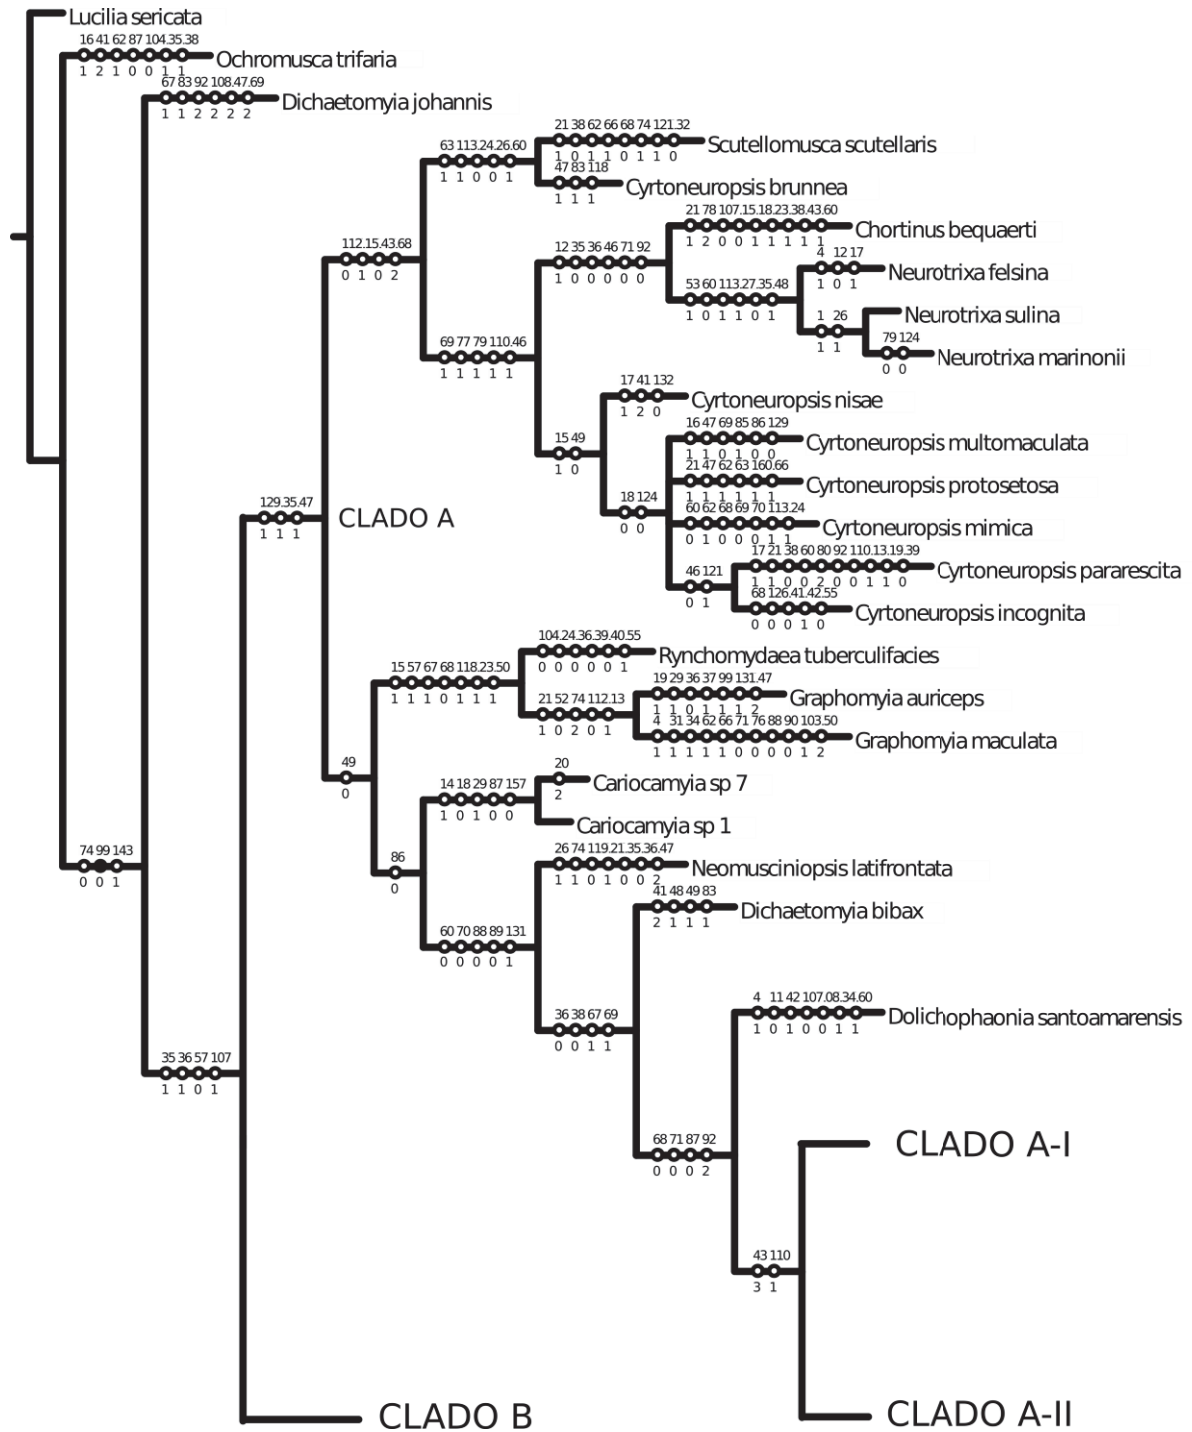 Lucilia sericata
16 41 62 87 104.35.38
Ochromusca trifaria
1 2 1 0 0 1 1
67 83 92 108.47.69
Dichaetomyia johannis
1 1 2 2 2 2
21 38 62 66 68 74 121.32
Scutellomusca scutellaris
1 0 1 1 0 1 1 0
63 113.24.26.60
1 1 0 0 1
47 83 118
Cyrtoneuropsis brunnea
1 1 1
21 78 107.15.18.23.38.43.60
Chortinus bequaerti
1 2 0 0 1 1 1 1 1
112.15.43.68
0 1 0 2
12 35 36 46 71 92
1 0 0 0 0 0
4 12 17
Neurotrixa felsina
1 0 1
53 60 113.27.35.48
1 0 1 1 0 1
1 26
Neurotrixa sulina
1 1
79 124
Neurotrixa marinonii
0 0
69 77 79 110.46
1 1 1 1 1
17 41 132
Cyrtoneuropsis nisae
1 2 0
15 49
1 0
16 47 69 85 86 129
Cyrtoneuropsis multomaculata
1 1 0 1 0 0
21 47 62 63 160.66
Cyrtoneuropsis protosetosa
1 1 1 1 1 1
18 124
0 0
60 62 68 69 70 113.24
Cyrtoneuropsis mimica
0 1 0 0 0 1 1
129.35.47
1 1 1
CLADO A
17 21 38 60 80 92 110.13.19.39
Cyrtoneuropsis pararescita
1 1 0 0 2 0 0 1 1 0
46 121
0 1
68 126.41.42.55
Cyrtoneuropsis incognita
0 0 0 1 0
104.24.36.39.40.55
Rynchomydaea tuberculifacies
0 0 0 0 0 1
15 57 67 68 118.23.50
1 1 1 0 1 1 1
19 29 36 37 99 131.47
Graphomyia auriceps
1 1 0 1 1 1 2
21 52 74 112.13
1 0 2 0 1
4 31 34 62 66 71 76 88 90 103.50
Graphomyia maculata
1 1 1 1 1 0 0 0 0 1 2
49
0
20
Cariocamyia sp 7
2
14 18 29 87 157
1 0 1 0 0
Cariocamyia sp 1
86
0
26 74 119.21.35.36.47
Neomusciniopsis latifrontata
1 1 0 1 0 0 2
74 99 143
0 0 1
41 48 49 83
Dichaetomyia bibax
2 1 1 1
60 70 88 89 131
0 0 0 0 1
4 11 42 107.08.34.60
Dolichophaonia santoamarensis
1 0 1 0 0 1 1
36 38 67 69
0 0 1 1
35 36 57 107
1 1 0 1
68 71 87 92
0 0 0 2
CLADO A-I
43 110
3 1
CLADO B
CLADO A-II